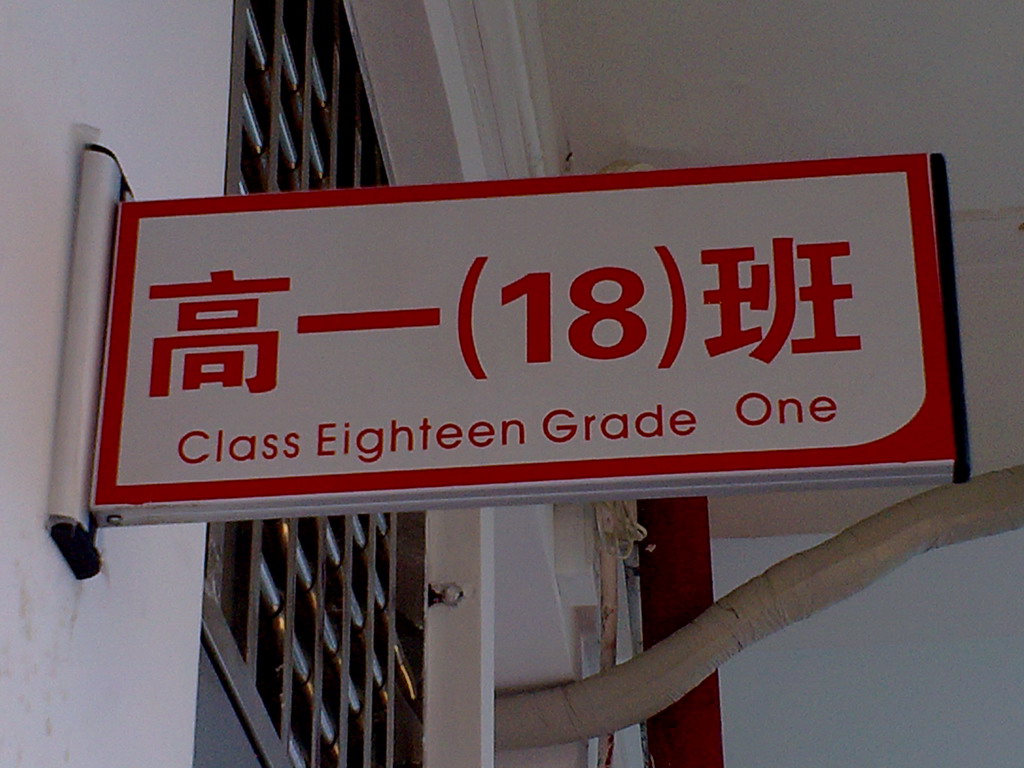 高一(18)班
Class Eighteen Grade One